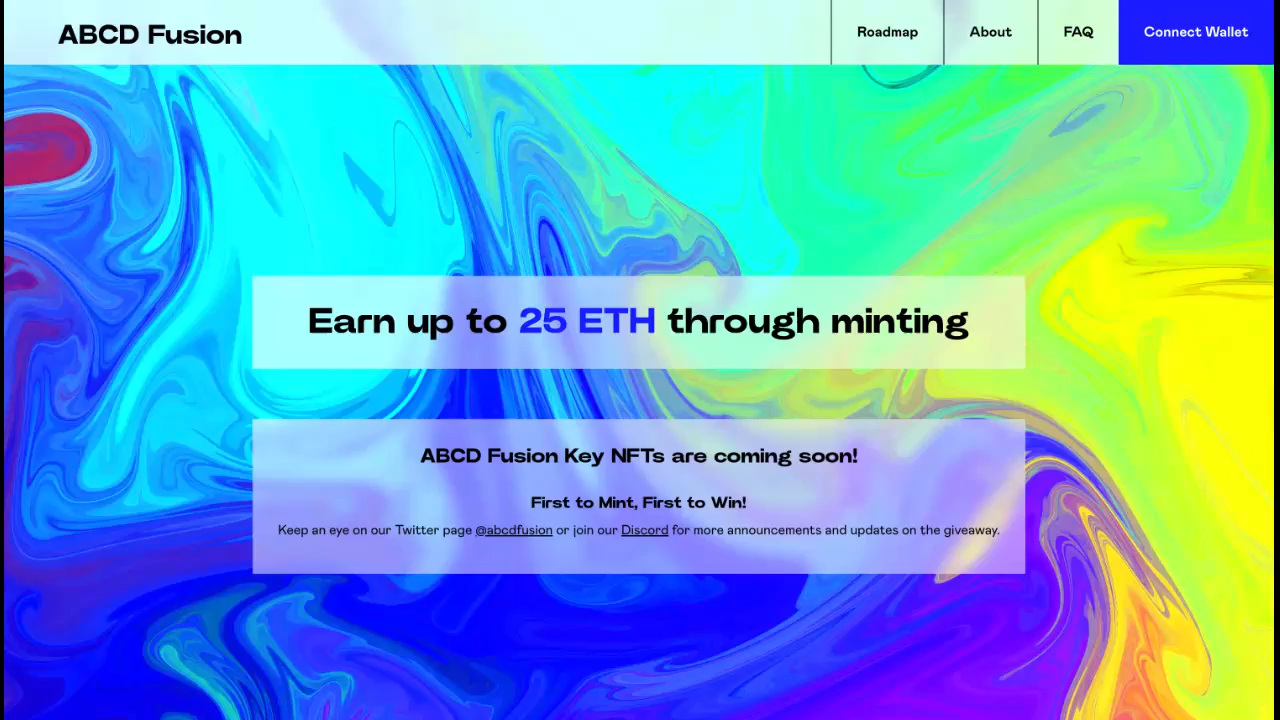 ABCD Fusion
Roadmap
About
FAQ
Connect Wallet
Earn up to 25 ETH through minting
ABCD Fusion Key NFTs are coming soon!
First to Mint, First to Win!
Keep an eye on our Twitter page @abcdfusion or join our Discord for more announcements and updates on the giveaway.